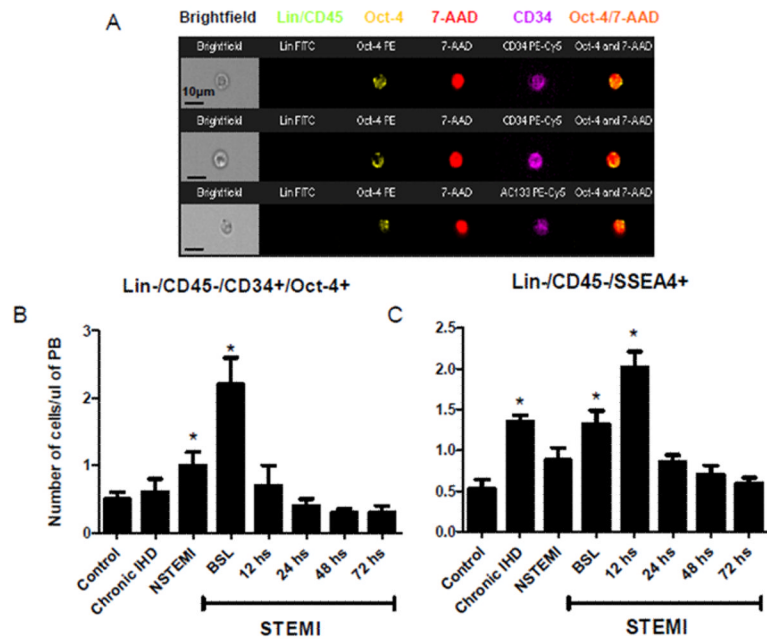 A
Brightfield Lin/CD45 Oct-4 7-AAD CD34 Oct-4/7-AAD
Brightfield Lin FITC Oct-4 PE 7-AAD CD34 PE-Cy5 Oct-4 and 7-AAD
10µm
Brightfield Lin FITC Oct-4 PE 7-AAD CD34 PE-Cy5 Oct-4 and 7-AAD
Brightfield Lin FITC Oct-4 PE 7-AAD AC133 PE-Cy5 Oct-4 and 7-AAD
Lin-/CD45-/CD34+/Oct-4+
B
Number of cells/ul of PB
3
2
1
0
*
*
Control
Chronic IHD
NSTEMI
BSL
12 hs
24 hs
48 hs
72 hs
STEMI
Lin-/CD45-/SSEA4+
C
2.5
2.0
1.5
1.0
0.5
0.0
*
*
*
Control
Chronic IHD
NSTEMI
BSL
12 hs
24 hs
48 hs
72 hs
STEMI